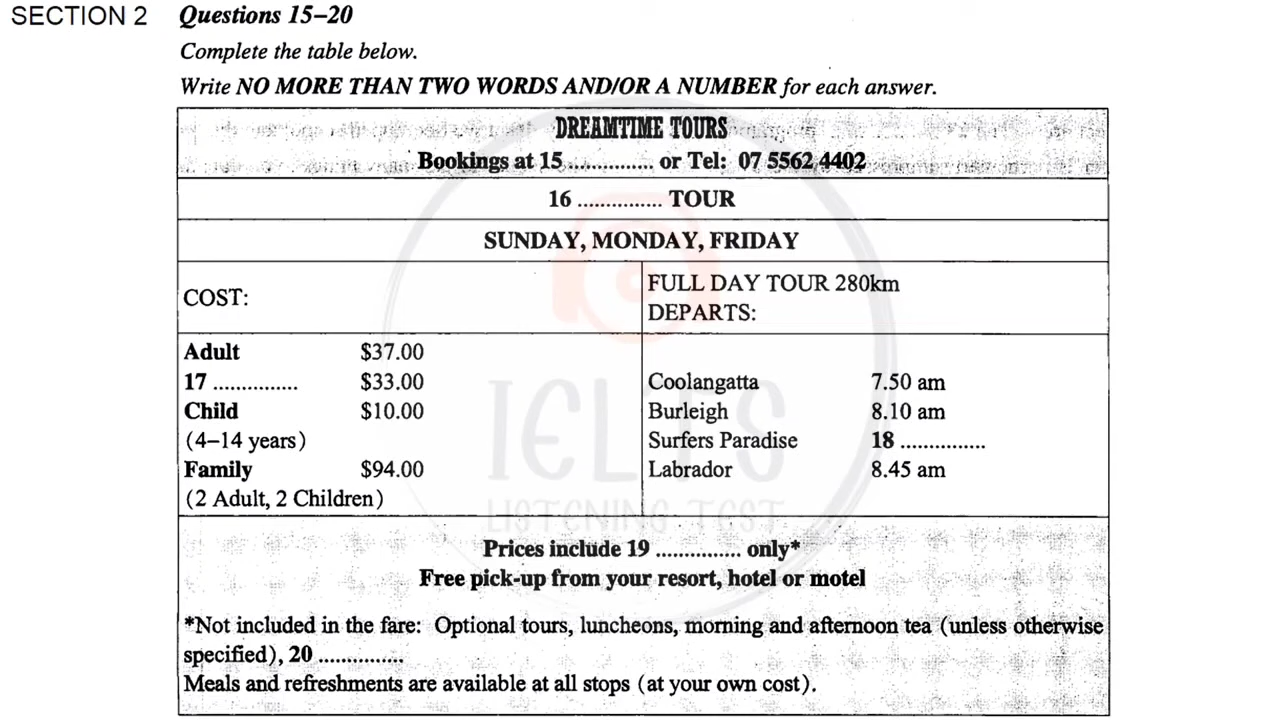 SECTION 2 Questions 15–20
Complete the table below.
Write NO MORE THAN TWO WORDS AND/OR A NUMBER for each answer.
DREAMTIME TOURS
Bookings at 15 ............. or Tel: 07 5562 4402
16 ............... TOUR
SUNDAY, MONDAY, FRIDAY
COST:
FULL DAY TOUR 280km
DEPARTS:
Adult $37.00
17 ............... $33.00
Child $10.00
(4–14 years)
Family $94.00
(2 Adult, 2 Children)
Coolangatta 7.50 am
Burleigh 8.10 am
Surfers Paradise 18 ...............
Labrador 8.45 am
IELTS
LISTENING TEST
Prices include 19 ............... only*
Free pick-up from your resort, hotel or motel
*Not included in the fare: Optional tours, luncheons, morning and afternoon tea (unless otherwise
specified), 20 ...............
Meals and refreshments are available at all stops (at your own cost).